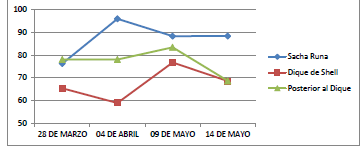 100
90
80
70
60
50
28 DE MARZO 04 DE ABRIL 09 DE MAYO 14 DE MAYO
Sacha Runa
Dique de Shell
Posterior al Dique